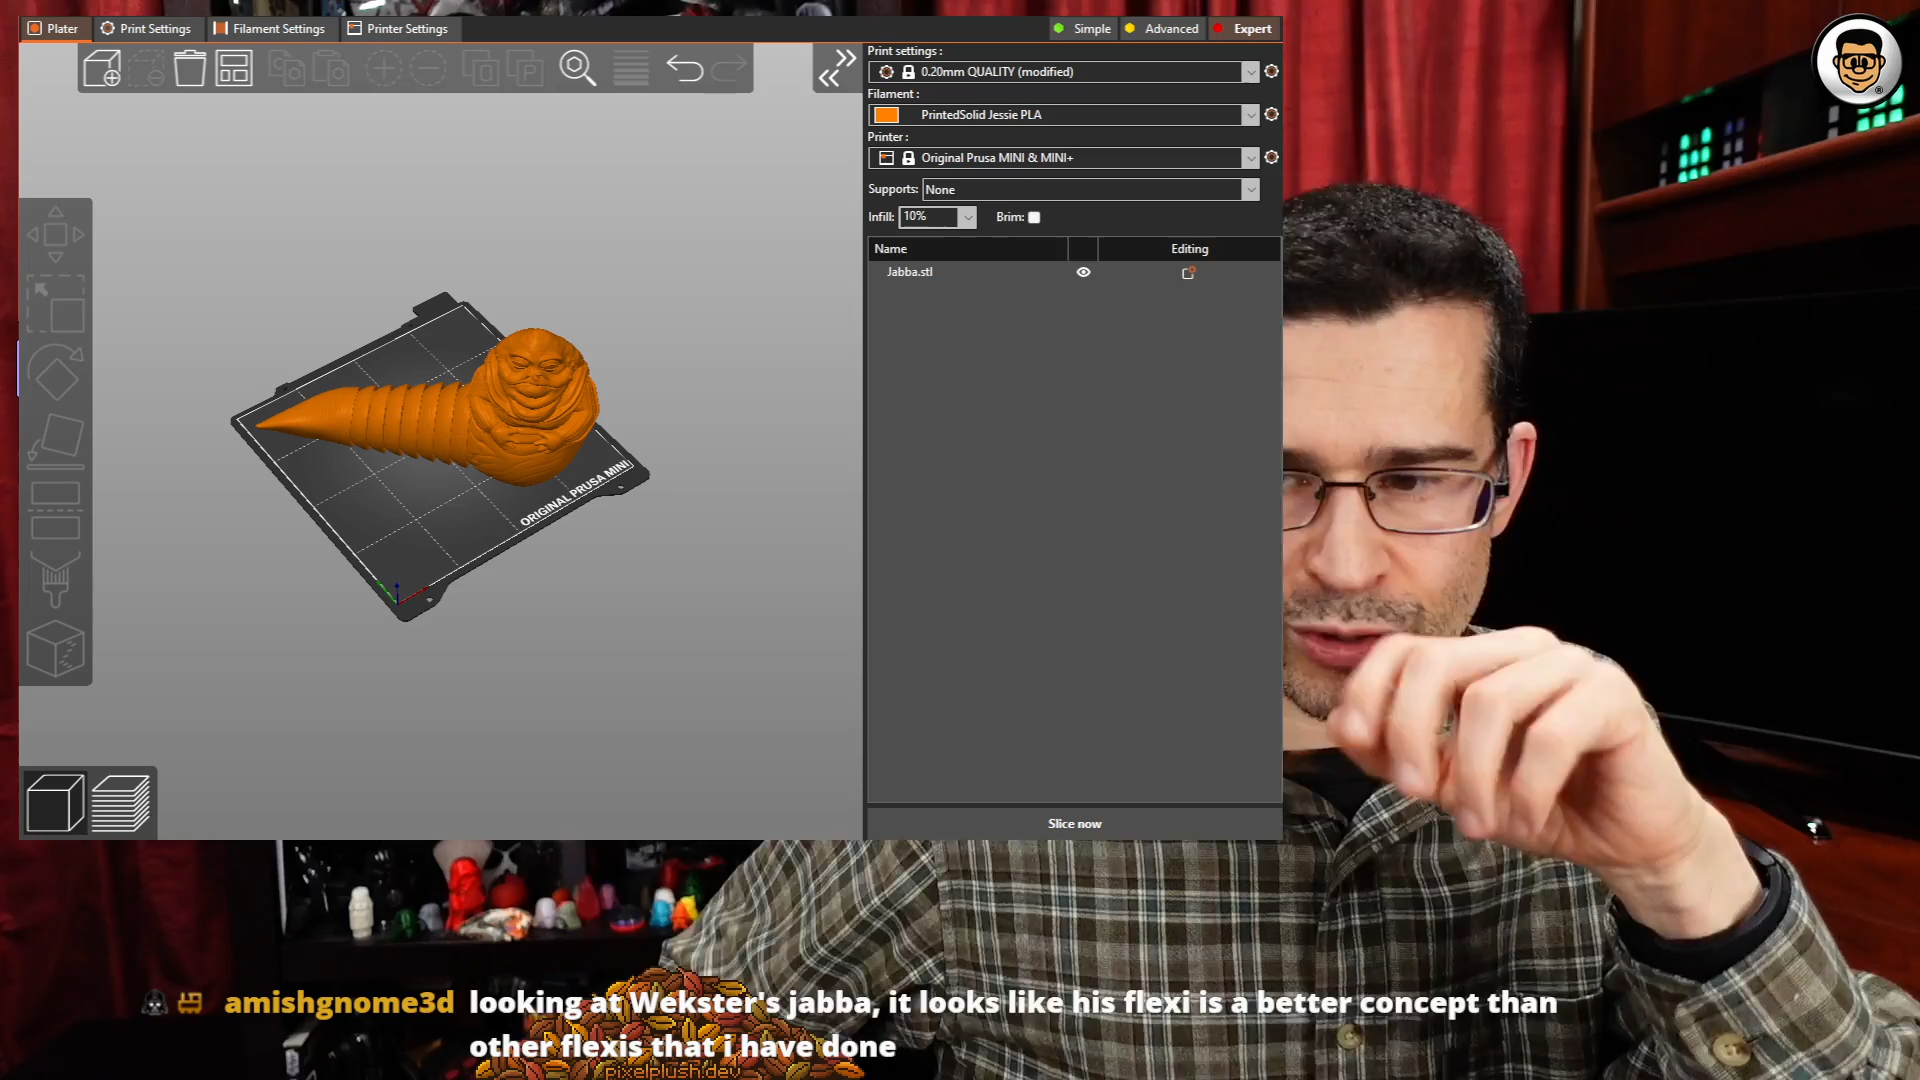 Plater Print Settings Filament Settings Printer Settings Simple Advanced Expert
Print settings :
0.20mm QUALITY (modified)
Filament :
PrintedSolid Jessie PLA
Printer :
Original Prusa MINI & MINI+
Supports: None
Infill: 10% Brim:
Name Editing
Jabba.stl
ORIGINAL PRUSA MINI
Slice now
amishgnome3d looking at Wekster's jabba, it looks like his flexi is a better concept than
other flexis that i have done
pixelplush.dev
®